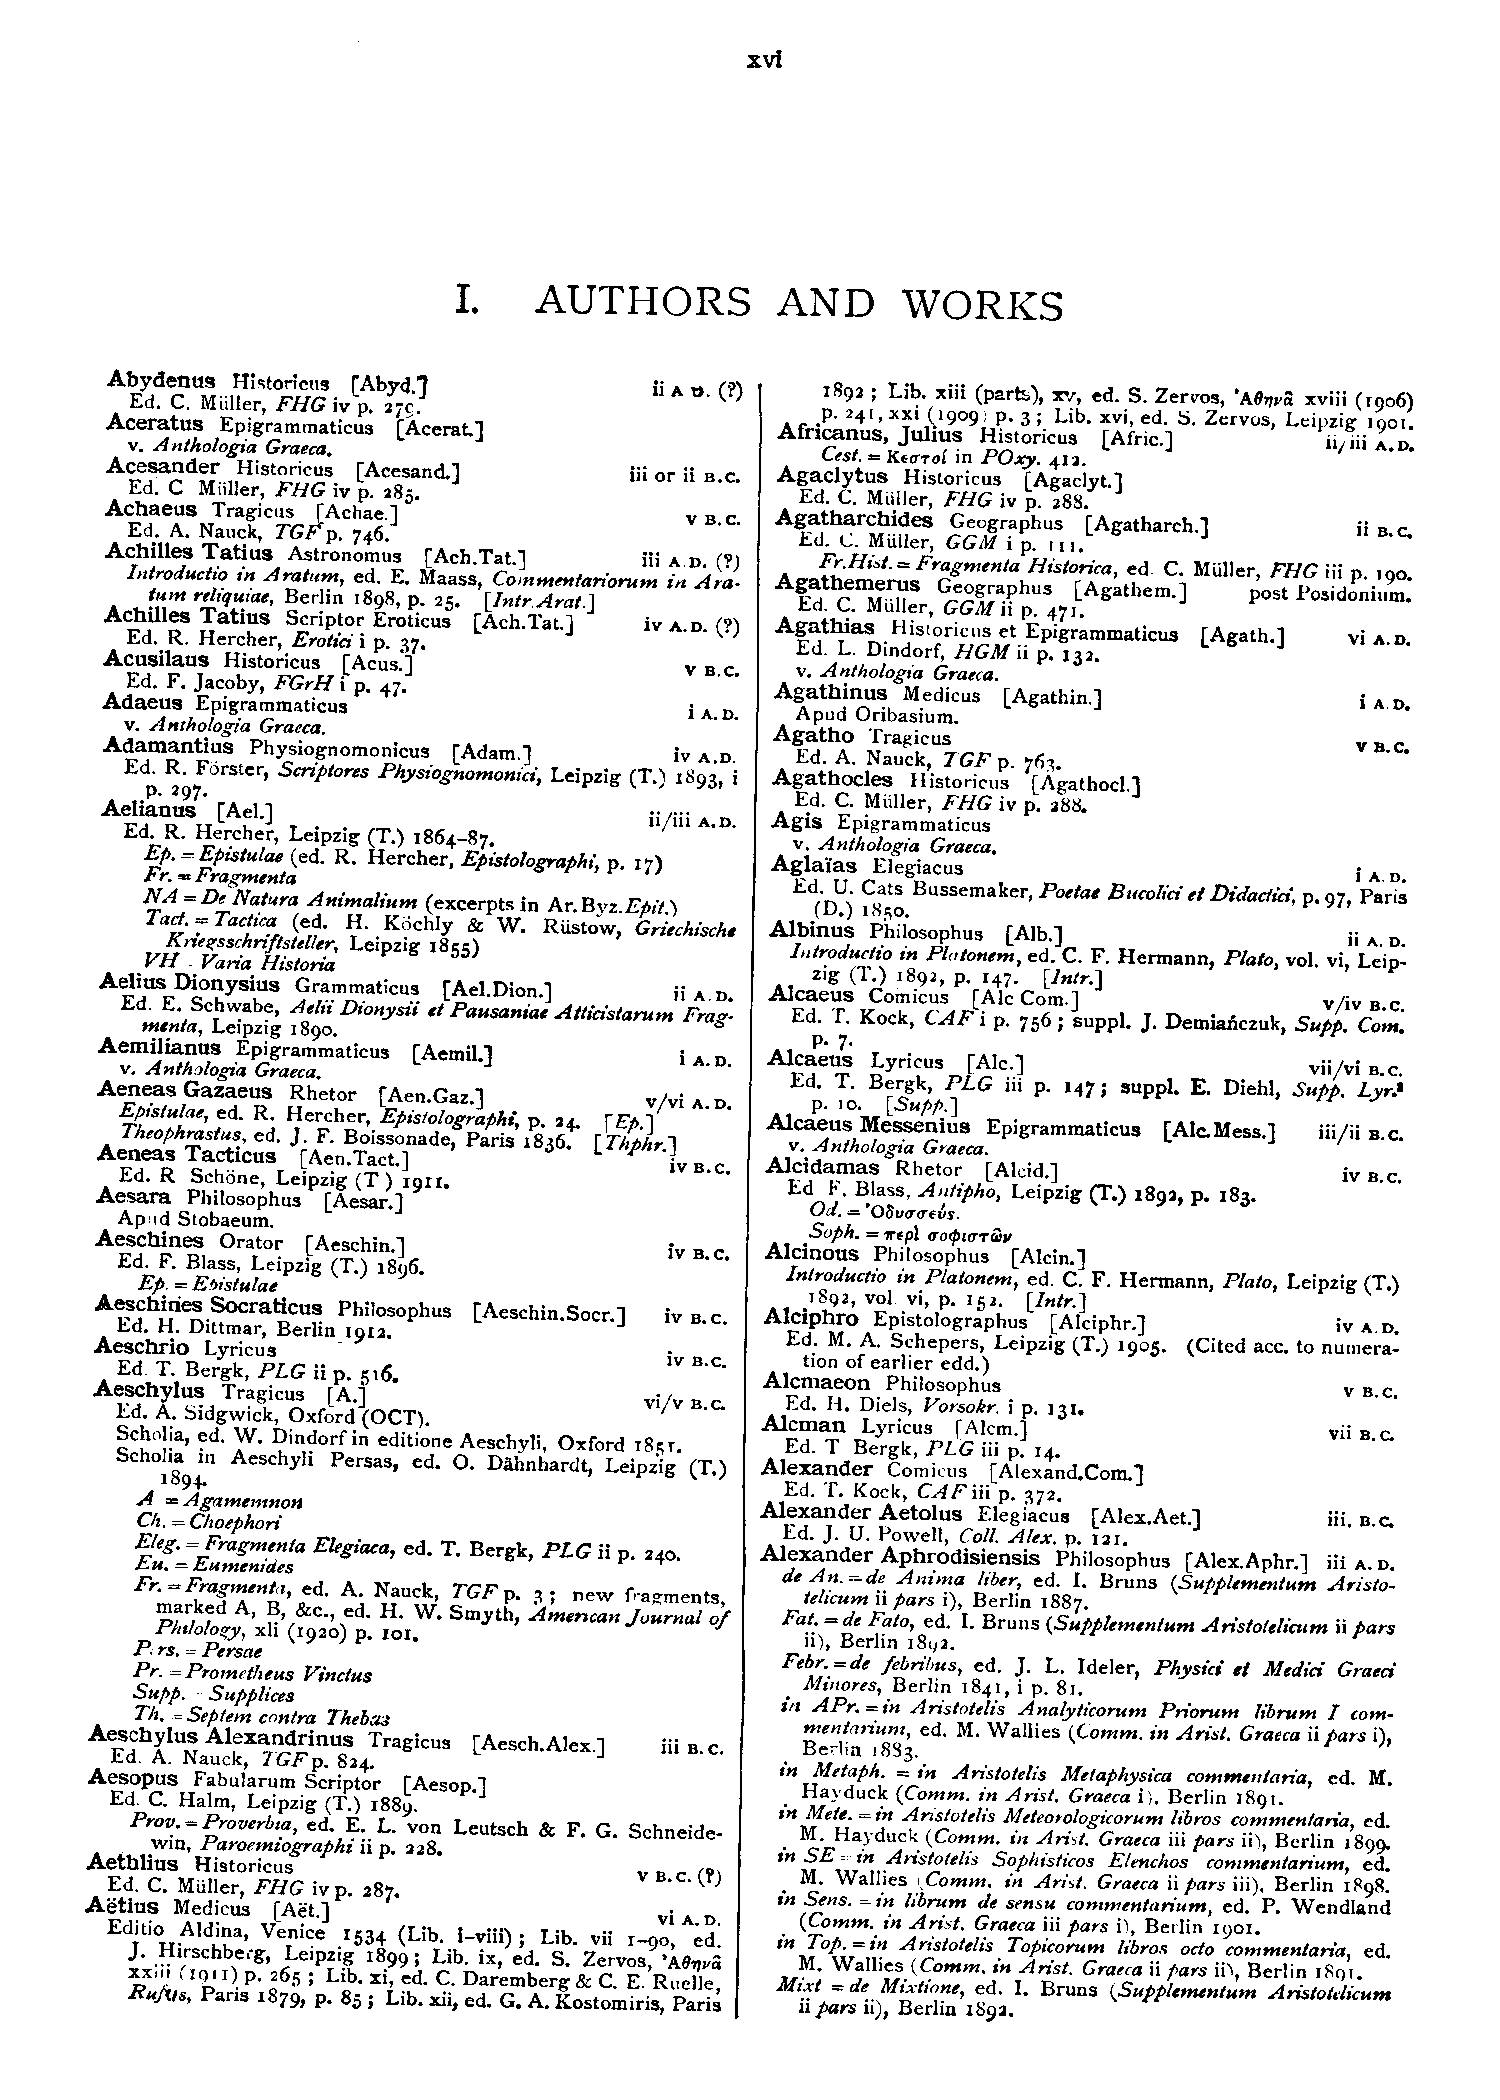 xvi
I. AUTHORS AND WORKS
Abydenus Historicus [Abyd.] ii A.D. (?)
Ed. C. Müller, FHG iv p. 279.
Aceratus Epigrammaticus [Acerat.]
v. Anthologia Graeca.
Acesander Historicus [Acesand.] iii or ii B.C.
Ed. C Müller, FHG iv p. 285.
Achaeus Tragicus [Achae.] v B.C.
Ed. A. Nauck, TGF p. 746.
Achilles Tatius Astronomus [Ach.Tat.] iii A.D. (?)
Introductio in Aratum, ed. E. Maass, Commentariorum in Ara-
tum reliquiae, Berlin 1898, p. 25. [Intr.Arat.]
Achilles Tatius Scriptor Eroticus [Ach.Tat.] iv A.D. (?)
Ed. R. Hercher, Erotici i p. 37.
Acusilaus Historicus [Acus.] v B.C.
Ed. F. Jacoby, FGrH i p. 47.
Adaeus Epigrammaticus i A.D.
v. Anthologia Graeca.
Adamantius Physiognomonicus [Adam.] iv A.D.
Ed. R. Förster, Scriptores Physiognomonici, Leipzig (T.) 1893, i
p. 297.
Aelianus [Ael.] ii/iii A.D.
Ed. R. Hercher, Leipzig (T.) 1864-87.
Ep. = Epistulae (ed. R. Hercher, Epistolographi, p. 17)
Fr. = Fragmenta
NA = De Natura Animalium (excerpts in Ar.Byz.Epit.)
Tact. = Tactica (ed. H. Köchly & W. Rüstow, Griechische
Kriegsschriftsteller, Leipzig 1855)
VH - Varia Historia
Aelius Dionysius Grammaticus [Ael.Dion.] ii A.D.
Ed. E. Schwabe, Aelii Dionysii et Pausaniae Atticistarum Frag-
menta, Leipzig 1890.
Aemilianus Epigrammaticus [Aemil.] i A.D.
v. Anthologia Graeca.
Aeneas Gazaeus Rhetor [Aen.Gaz.] v/vi A.D.
Epistulae, ed. R. Hercher, Epistolographi, p. 24. [Ep.]
Theophrastus, ed. J. F. Boissonade, Paris 1836. [Thphr.]
Aeneas Tacticus [Aen.Tact.] iv B.C.
Ed. R Schöne, Leipzig (T ) 1911.
Aesara Philosophus [Aesar.]
Apud Stobaeum.
Aeschines Orator [Aeschin.] iv B.C.
Ed. F. Blass, Leipzig (T.) 1896.
Ep. = Epistulae
Aeschines Socraticus Philosophus [Aeschin.Socr.] iv B.C.
Ed. H. Dittmar, Berlin 1912.
Aeschrio Lyricus iv B.C.
Ed. T. Bergk, PLG ii p. 516.
Aeschylus Tragicus [A.] vi/v B.C.
Ed. A. Sidgwick, Oxford (OCT).
Scholia, ed. W. Dindorf in editione Aeschyli, Oxford 1851.
Scholia in Aeschyli Persas, ed. O. Dähnhardt, Leipzig (T.)
1894.
A = Agamemnon
Ch. = Choephori
Eleg. = Fragmenta Elegiaca, ed. T. Bergk, PLG ii p. 240.
Eu. = Eumenides
Fr. = Fragmenta, ed. A. Nauck, TGF p. 3; new fragments,
marked A, B, &c., ed. H. W. Smyth, American Journal of
Philology, xli (1920) p. 101.
Pers. = Persae
Pr. = Prometheus Vinctus
Supp. - Supplices
Th. = Septem contra Thebas
Aeschylus Alexandrinus Tragicus [Aesch.Alex.] iii B.C.
Ed. A. Nauck, TGF p. 824.
Aesopus Fabularum Scriptor [Aesop.]
Ed. C. Halm, Leipzig (T.) 1889.
Prov. = Proverbia, ed. E. L. von Leutsch & F. G. Schneide-
win, Paroemiographi ii p. 228.
Aethlius Historicus v B.C. (?)
Ed. C. Müller, FHG iv p. 287.
Aëtius Medicus [Aët.] vi A.D.
Editio Aldina, Venice 1534 (Lib. i-viii); Lib. vii 1-90, ed.
J. Hirschberg, Leipzig 1899; Lib. ix, ed. S. Zervos, 'Αθηνᾶ
xxiii (1911) p. 265; Lib. xi, ed. C. Daremberg & C. E. Ruelle,
Rufus, Paris 1879, p. 85; Lib. xii, ed. G. A. Kostomiris, Paris
1892; Lib. xiii (parts), xv, ed. S. Zervos, 'Αθηνᾶ xviii (1906)
p. 241, xxi (1909) p. 3; Lib. xvi, ed. S. Zervos, Leipzig 1901.
Africanus, Julius Historicus [Afric.] ii/iii A.D.
Cest. = Κεστοί in POxy. 412.
Agaclytus Historicus [Agaclyt.]
Ed. C. Müller, FHG iv p. 288.
Agatharchides Geographus [Agatharch.] ii B.C.
Ed. C. Müller, GGM i p. 111.
Fr.Hist. = Fragmenta Historica, ed. C. Müller, FHG iii p. 190.
Agathemerus Geographus [Agathem.] post Posidonium.
Ed. C. Müller, GGM ii p. 471.
Agathias Historicus et Epigrammaticus [Agath.] vi A.D.
Ed. L. Dindorf, HGM ii p. 132.
v. Anthologia Graeca.
Agathinus Medicus [Agathin.] i A.D.
Apud Oribasium.
Agatho Tragicus v B.C.
Ed. A. Nauck, TGF p. 763.
Agathocles Historicus [Agathocl.]
Ed. C. Müller, FHG iv p. 288.
Agis Epigrammaticus
v. Anthologia Graeca.
Aglaïas Elegiacus i A.D.
Ed. U. Cats Bussemaker, Poetae Bucolici et Didactici, p. 97, Paris
(D.) 1850.
Albinus Philosophus [Alb.] ii A.D.
Introductio in Platonem, ed. C. F. Hermann, Plato, vol. vi, Leip-
zig (T.) 1892, p. 147. [Intr.]
Alcaeus Comicus [Alc Com.] v/iv B.C.
Ed. T. Kock, CAF i p. 756; suppl. J. Demiańczuk, Supp. Com.
p. 7.
Alcaeus Lyricus [Alc.] vii/vi B.C.
Ed. T. Bergk, PLG iii p. 147; suppl. E. Diehl, Supp. Lyr.³
p. 10. [Supp.]
Alcaeus Messenius Epigrammaticus [Alc.Mess.] iii/ii B.C.
v. Anthologia Graeca.
Alcidamas Rhetor [Alcid.] iv B.C.
Ed F. Blass, Antipho, Leipzig (T.) 1892, p. 183.
Od. = 'Οδυσσεύς.
Soph. = περὶ σοφιστῶν
Alcinous Philosophus [Alcin.]
Introductio in Platonem, ed. C. F. Hermann, Plato, Leipzig (T.)
1892, vol. vi, p. 152. [Intr.]
Alciphro Epistolographus [Alciphr.] iv A.D.
Ed. M. A. Schepers, Leipzig (T.) 1905. (Cited acc. to numera-
tion of earlier edd.)
Alcmaeon Philosophus v B.C.
Ed. H. Diels, Vorsokr. i p. 131.
Alcman Lyricus [Alcm.] vii B.C.
Ed. T Bergk, PLG iii p. 14.
Alexander Comicus [Alexand.Com.]
Ed. T. Kock, CAF iii p. 372.
Alexander Aetolus Elegiacus [Alex.Aet.] iii. B.C.
Ed. J. U. Powell, Coll. Alex. p. 121.
Alexander Aphrodisiensis Philosophus [Alex.Aphr.] iii A.D.
de An. = de Anima liber, ed. I. Bruns (Supplementum Aristo-
telicum ii pars i), Berlin 1887.
Fat. = de Fato, ed. I. Bruns (Supplementum Aristotelicum ii pars
ii), Berlin 1892.
Febr. = de febribus, ed. J. L. Ideler, Physici et Medici Graeci
Minores, Berlin 1841, i p. 81.
in APr. = in Aristotelis Analyticorum Priorum librum I com-
mentarium, ed. M. Wallies (Comm. in Arist. Graeca ii pars i),
Berlin 1883.
in Metaph. = in Aristotelis Metaphysica commentaria, ed. M.
Hayduck (Comm. in Arist. Graeca i), Berlin 1891.
in Mete. = in Aristotelis Meteorologicorum libros commentaria, ed.
M. Hayduck (Comm. in Arist. Graeca iii pars ii), Berlin 1899.
in SE = in Aristotelis Sophisticos Elenchos commentarium, ed.
M. Wallies (Comm. in Arist. Graeca ii pars iii), Berlin 1898.
in Sens. = in librum de sensu commentarium, ed. P. Wendland
(Comm. in Arist. Graeca iii pars i), Berlin 1901.
in Top. = in Aristotelis Topicorum libros octo commentaria, ed.
M. Wallies (Comm. in Arist. Graeca ii pars ii), Berlin 1891.
Mixt = de Mixtione, ed. I. Bruns (Supplementum Aristotelicum
ii pars ii), Berlin 1892.